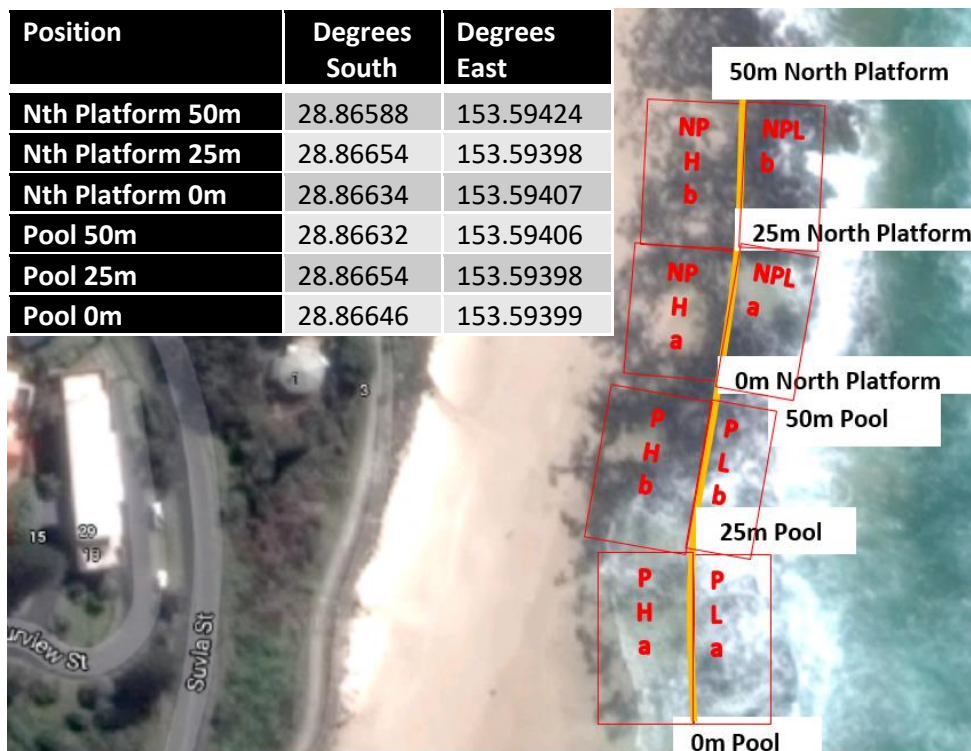 Position Degrees South Degrees East
Nth Platform 50m 28.86588 153.59424
Nth Platform 25m 28.86654 153.59398
Nth Platform 0m 28.86634 153.59407
Pool 50m 28.86632 153.59406
Pool 25m 28.86654 153.59398
Pool 0m 28.86646 153.59399
50m North Platform
NP H b
NPL b
25m North Platform
NP H a
NPL a
0m North Platform
50m Pool
P H b
P L b
25m Pool
P H a
P L a
0m Pool
1
3
15
29
13
urview St
Suvla St